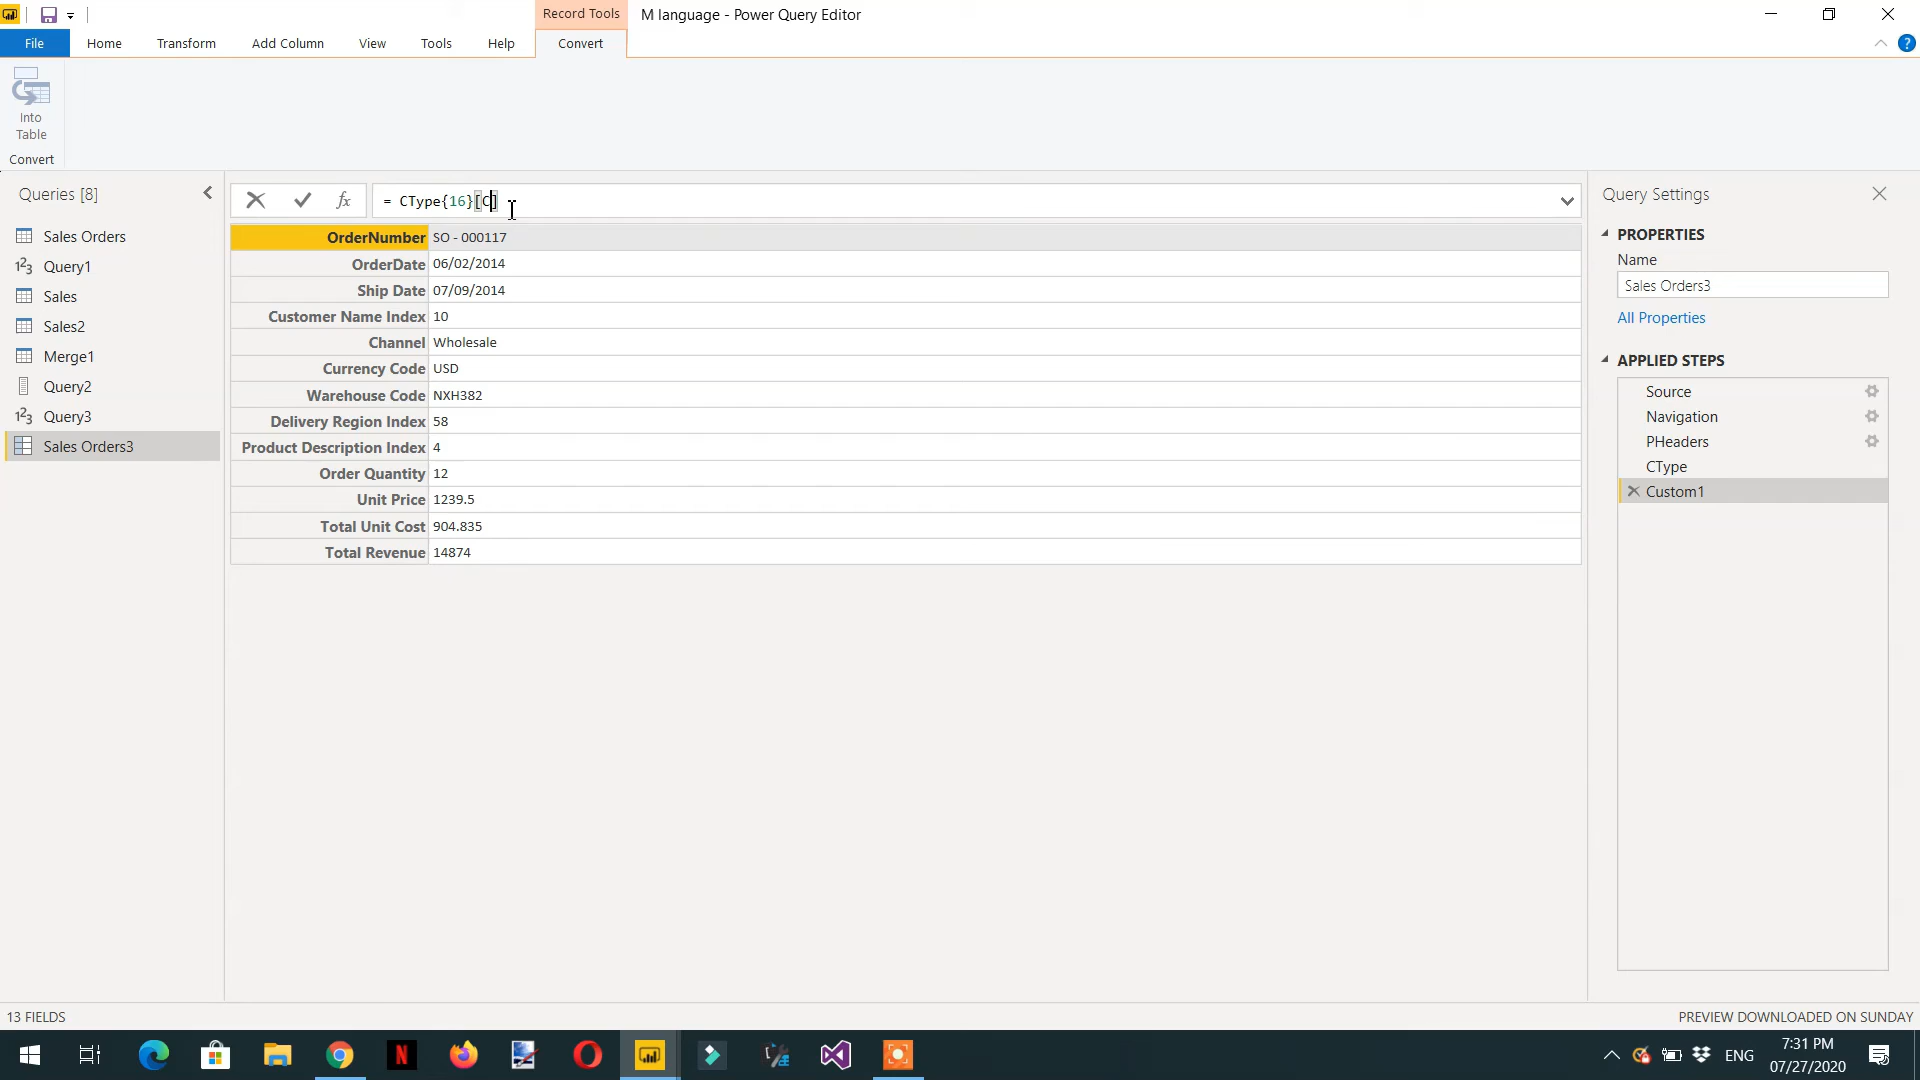 Record Tools
M language - Power Query Editor
File
Home
Transform
Add Column
View
Tools
Help
Convert
?
Into
Table
Convert
Queries [8]
= CType{16}[C]
fx
Query Settings
Sales Orders
Query1
Sales
Sales2
Merge1
Query2
Query3
Sales Orders3
OrderNumber SO - 000117
OrderDate 06/02/2014
Ship Date 07/09/2014
Customer Name Index 10
Channel Wholesale
Currency Code USD
Warehouse Code NXH382
Delivery Region Index 58
Product Description Index 4
Order Quantity 12
Unit Price 1239.5
Total Unit Cost 904.835
Total Revenue 14874
PROPERTIES
Name
Sales Orders3
All Properties
APPLIED STEPS
Source
Navigation
PHeaders
CType
Custom1
13 FIELDS
PREVIEW DOWNLOADED ON SUNDAY
ENG
7:31 PM
07/27/2020